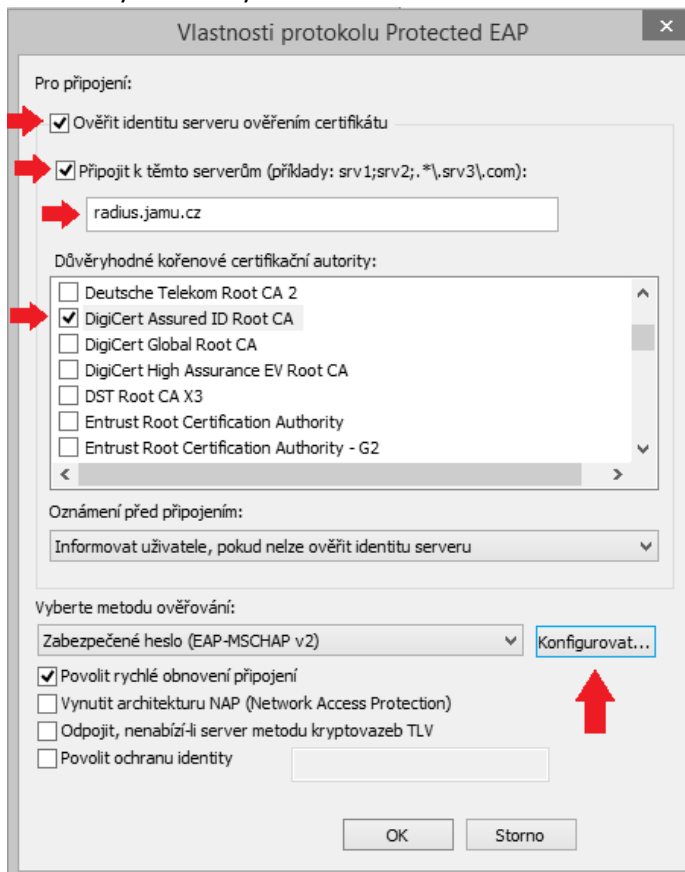 Vlastnosti protokolu Protected EAP
Pro připojení:
Ověřit identitu serveru ověřením certifikátu
Připojit k těmto serverům (příklady: srv1;srv2;.*\.srv3\.com):
radius.jamu.cz
Důvěryhodné kořenové certifikační autority:
Deutsche Telekom Root CA 2
DigiCert Assured ID Root CA
DigiCert Global Root CA
DigiCert High Assurance EV Root CA
DST Root CA X3
Entrust Root Certification Authority
Entrust Root Certification Authority - G2
Oznámení před připojením:
Informovat uživatele, pokud nelze ověřit identitu serveru
Vyberte metodu ověřování:
Zabezpečené heslo (EAP-MSCHAP v2)
Konfigurovat...
Povolit rychlé obnovení připojení
Vynutit architekturu NAP (Network Access Protection)
Odpojit, nenabízí-li server metodu kryptovazeb TLV
Povolit ochranu identity
OK
Storno